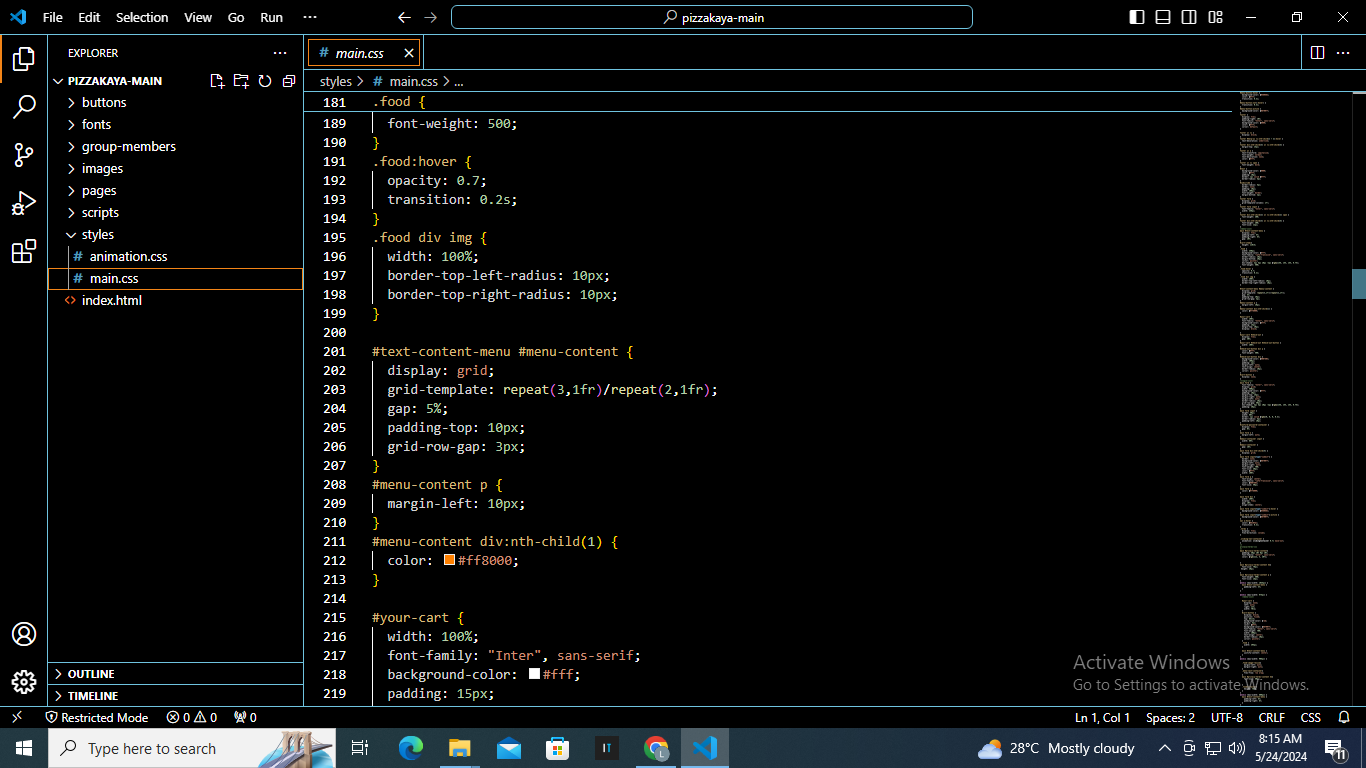 File Edit Selection View Go Run ··· pizzakaya-main
EXPLORER ···
PIZZAKAYA-MAIN
buttons
fonts
group-members
images
pages
scripts
styles
# animation.css
# main.css
<> index.html
OUTLINE
TIMELINE
# main.css
styles > # main.css > ...
181 .food {
189 font-weight: 500;
190 }
191 .food:hover {
192 opacity: 0.7;
193 transition: 0.2s;
194 }
195 .food div img {
196 width: 100%;
197 border-top-left-radius: 10px;
198 border-top-right-radius: 10px;
199 }
200
201 #text-content-menu #menu-content {
202 display: grid;
203 grid-template: repeat(3,1fr)/repeat(2,1fr);
204 gap: 5%;
205 padding-top: 10px;
206 grid-row-gap: 3px;
207 }
208 #menu-content p {
209 margin-left: 10px;
210 }
211 #menu-content div:nth-child(1) {
212 color: #ff8000;
213 }
214
215 #your-cart {
216 width: 100%;
217 font-family: "Inter", sans-serif;
218 background-color: #fff;
219 padding: 15px;
Activate Windows
Go to Settings to activate Windows.
Restricted Mode 0 0 0 Ln 1, Col 1 Spaces: 2 UTF-8 CRLF CSS
Type here to search IT L 28°C Mostly cloudy 8:15 AM
5/24/2024 11